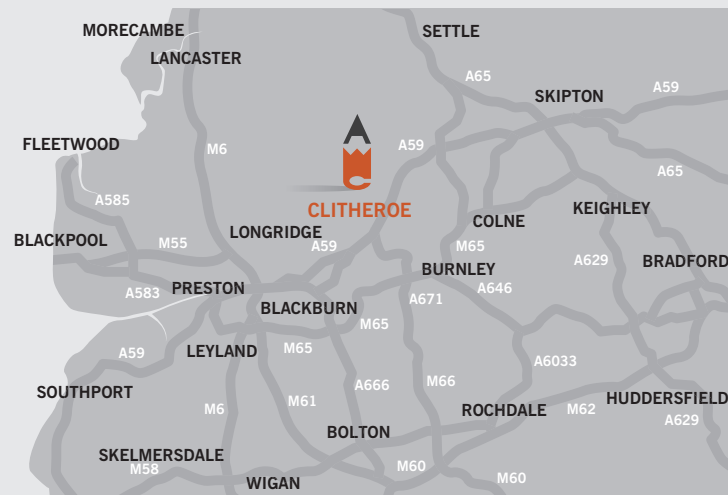 MORECAMBE
SETTLE
LANCASTER
A65
A59
SKIPTON
FLEETWOOD
M6
A59
A65
A585
CLITHEROE
KEIGHLEY
COLNE
BLACKPOOL
M55
LONGRIDGE
A59
M65
A629
BRADFORD
BURNLEY
A583
PRESTON
A671
A646
BLACKBURN
M65
A59
LEYLAND
M65
A6033
SOUTHPORT
A666
M66
M6
M61
ROCHDALE
M62
HUDDERSFIELD
A629
BOLTON
SKELMERSDALE
M58
M60
WIGAN
M60